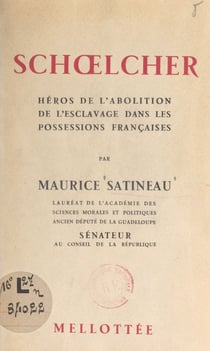 SCHŒLCHER
HÉROS DE L'ABOLITION
DE L'ESCLAVAGE DANS LES
POSSESSIONS FRANÇAISES
PAR
MAURICE SATINEAU
LAURÉAT DE L'ACADÉMIE DES
SCIENCES MORALES ET POLITIQUES
ANCIEN DÉPUTÉ DE LA GUADELOUPE
SÉNATEUR
AU CONSEIL DE LA RÉPUBLIQUE
MELLOTTÉE